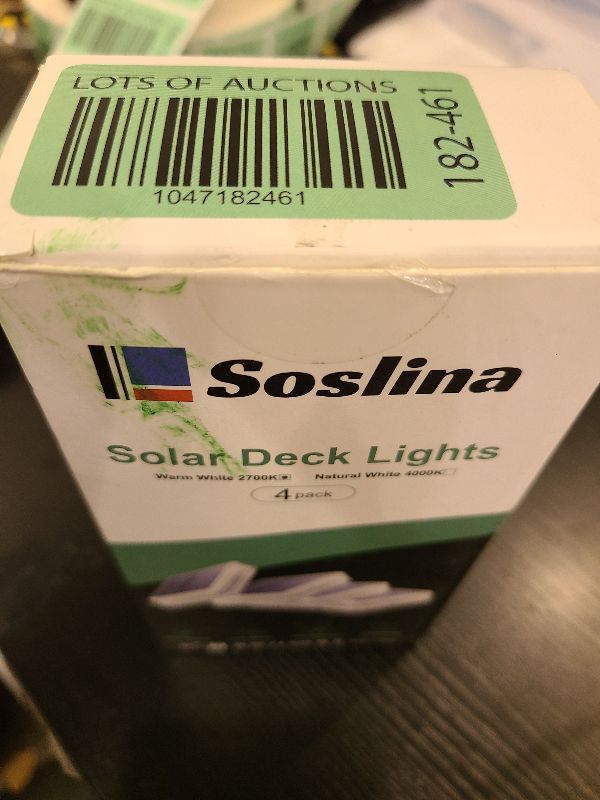 LOTS OF AUCTIONS
182-461
1047182461
Soslina
Solar Deck Lights
Warm White 2700K Natural White 4000K
4 pack